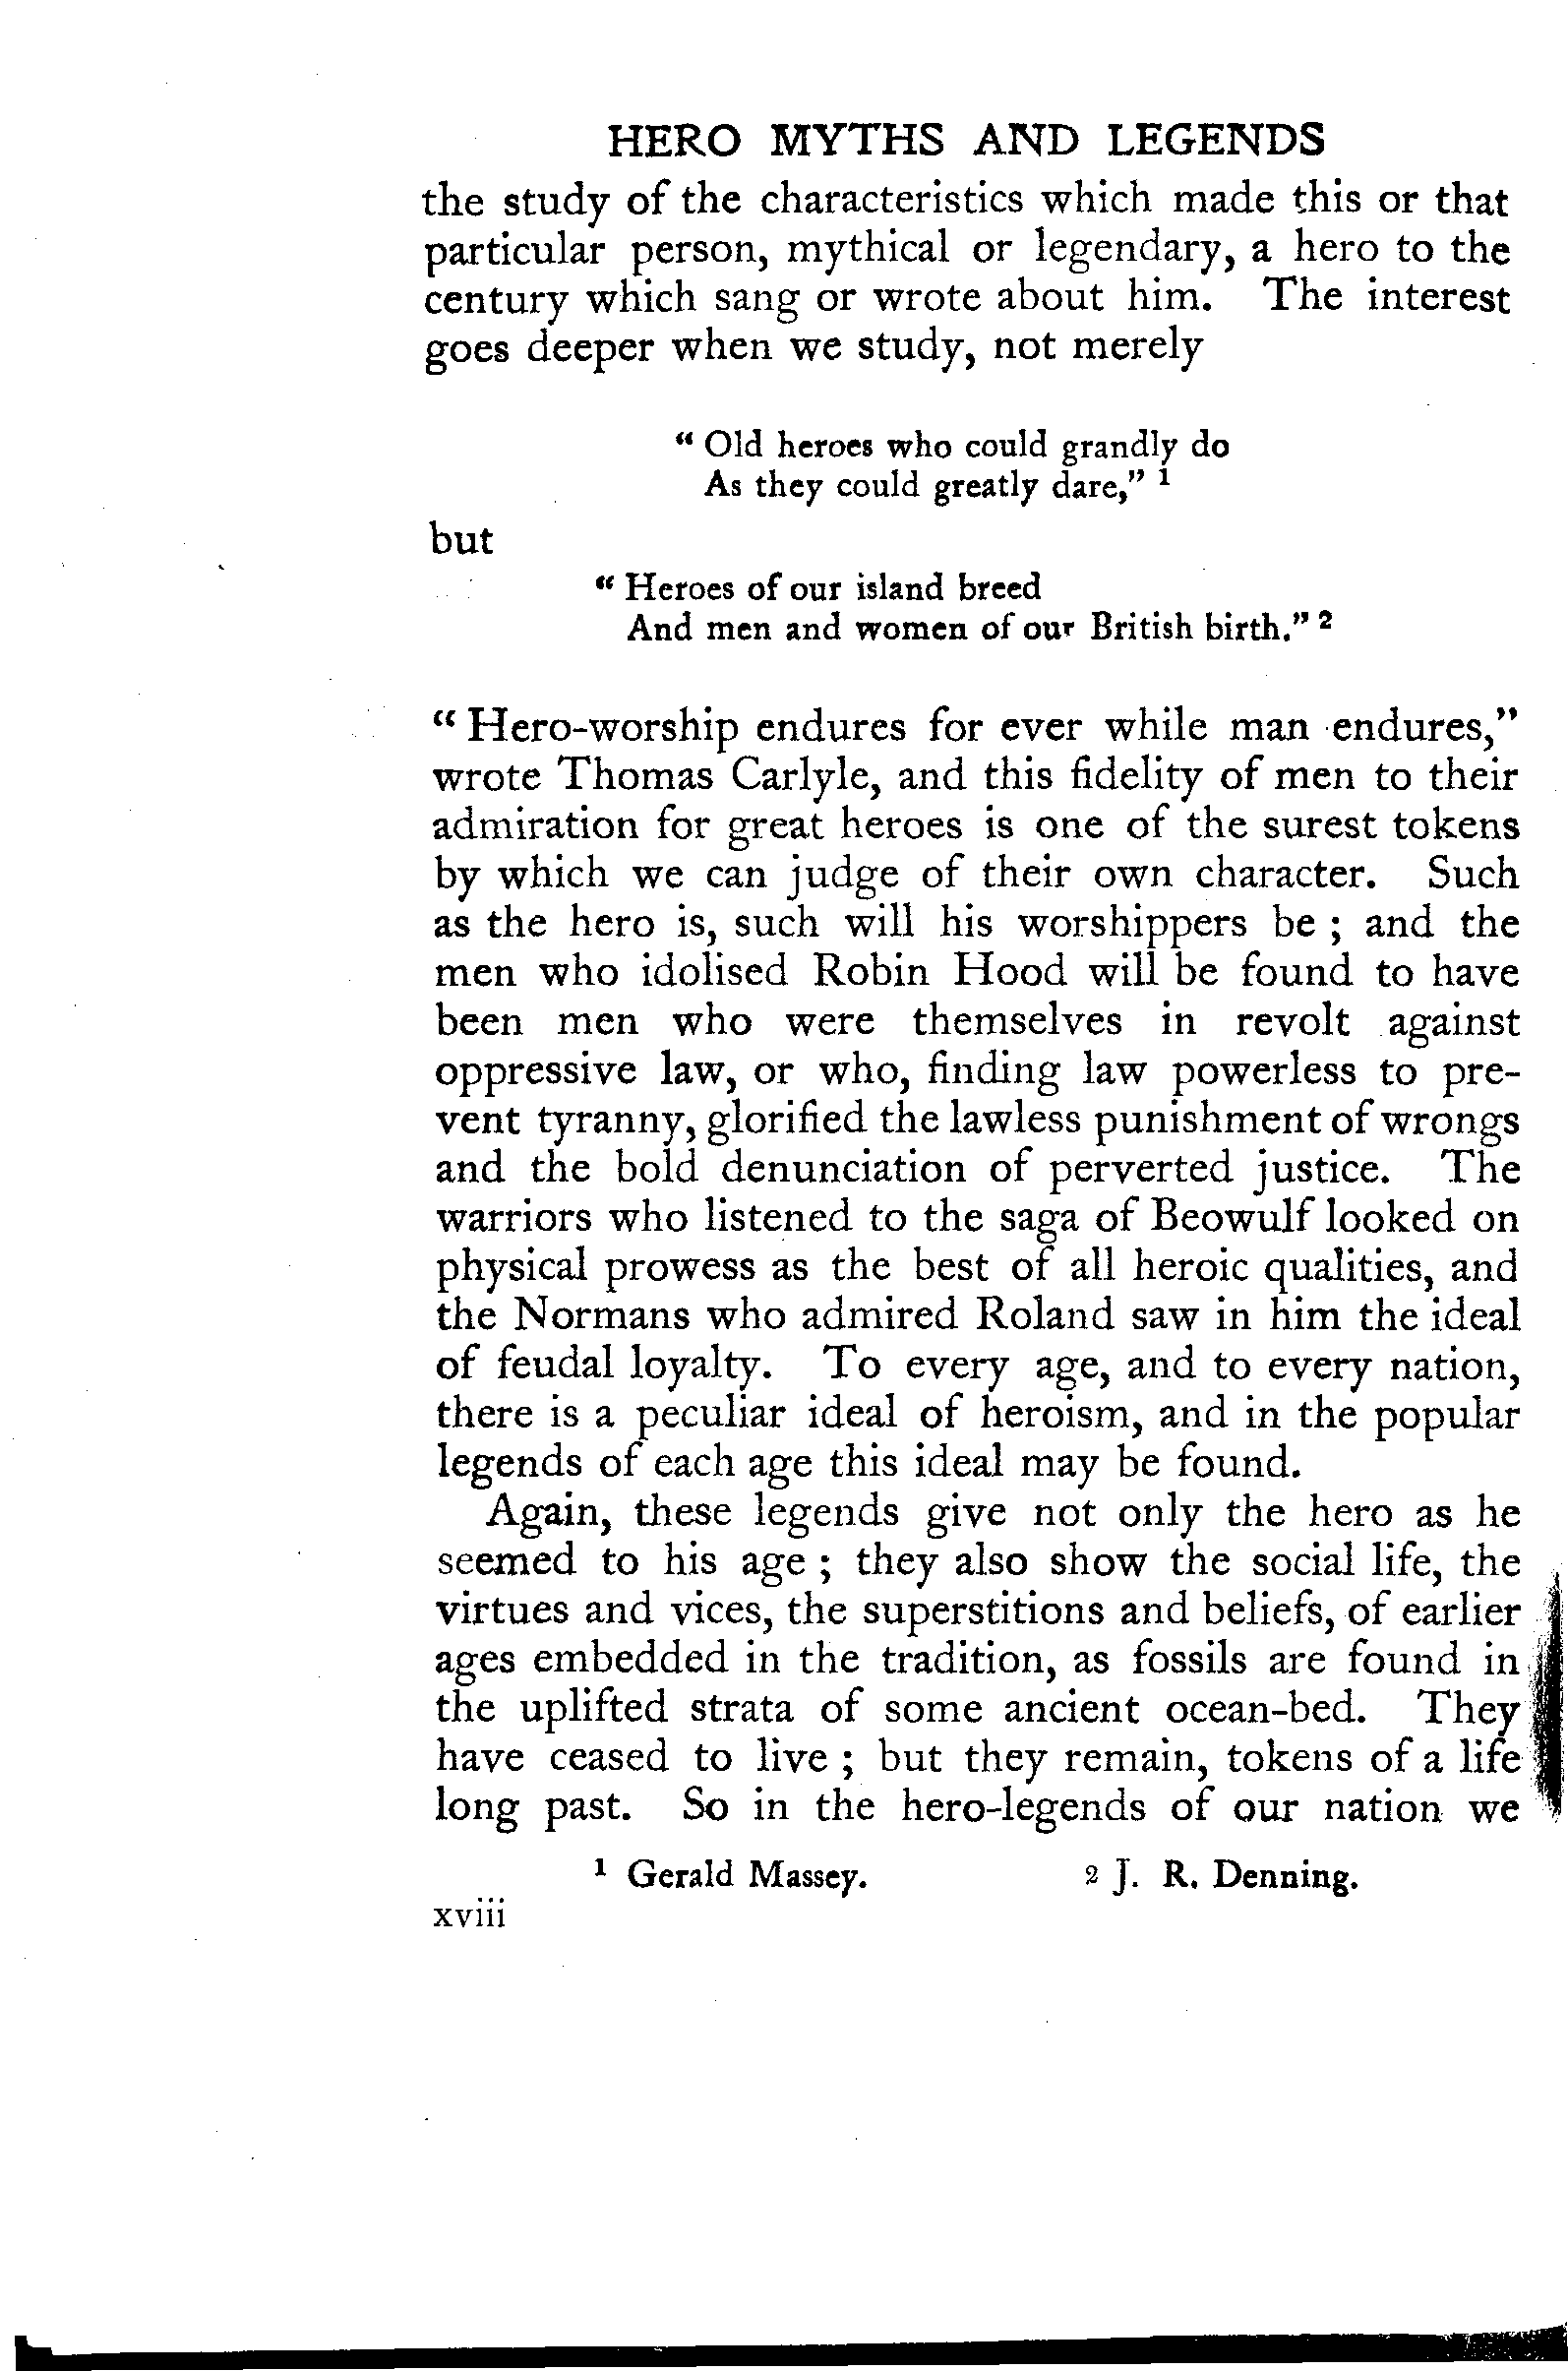 HERO MYTHS AND LEGENDS
the study of the characteristics which made this or that
particular person, mythical or legendary, a hero to the
century which sang or wrote about him. The interest
goes deeper when we study, not merely
“ Old heroes who could grandly do
As they could greatly dare,” 1
but
“ Heroes of our island breed
And men and women of our British birth.” 2
“ Hero-worship endures for ever while man endures,”
wrote Thomas Carlyle, and this fidelity of men to their
admiration for great heroes is one of the surest tokens
by which we can judge of their own character. Such
as the hero is, such will his worshippers be ; and the
men who idolised Robin Hood will be found to have
been men who were themselves in revolt against
oppressive law, or who, finding law powerless to pre-
vent tyranny, glorified the lawless punishment of wrongs
and the bold denunciation of perverted justice. The
warriors who listened to the saga of Beowulf looked on
physical prowess as the best of all heroic qualities, and
the Normans who admired Roland saw in him the ideal
of feudal loyalty. To every age, and to every nation,
there is a peculiar ideal of heroism, and in the popular
legends of each age this ideal may be found.
Again, these legends give not only the hero as he
seemed to his age ; they also show the social life, the
virtues and vices, the superstitions and beliefs, of earlier
ages embedded in the tradition, as fossils are found in
the uplifted strata of some ancient ocean-bed. They
have ceased to live ; but they remain, tokens of a life
long past. So in the hero-legends of our nation we
1 Gerald Massey. 2 J. R. Denning.
xviii